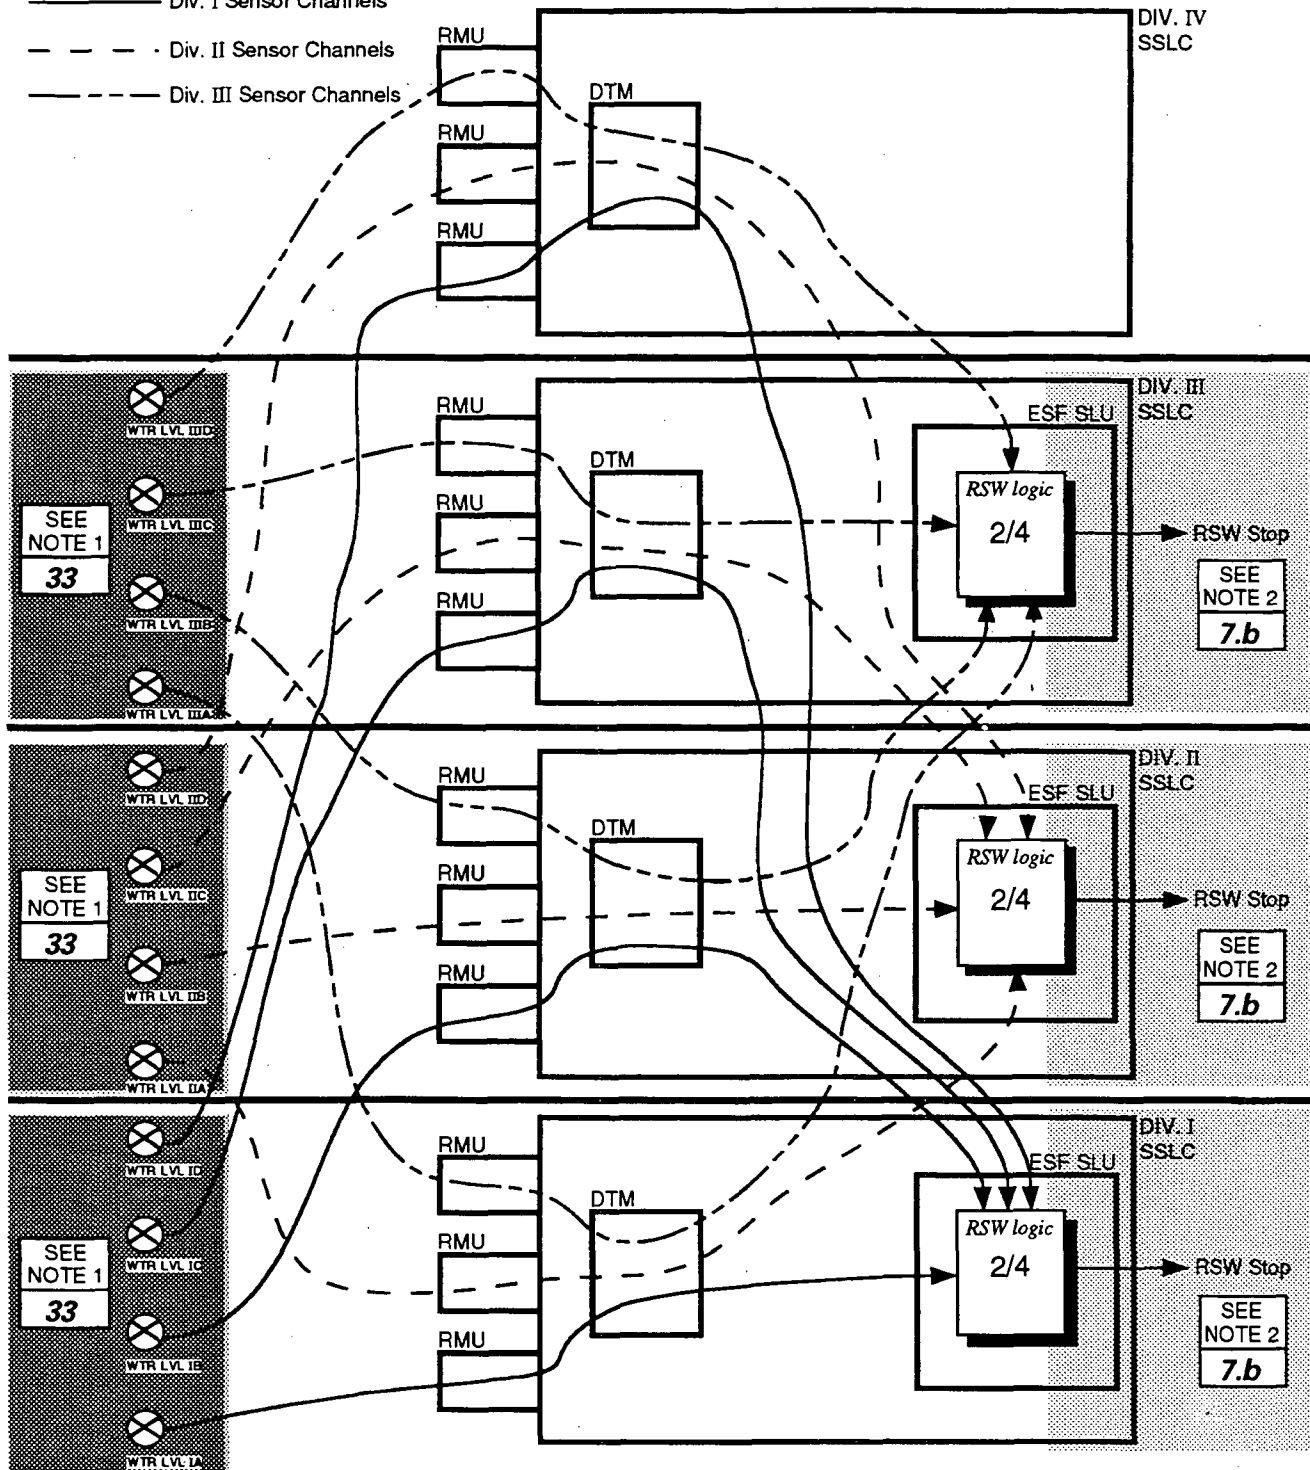 Div. I Sensor Channels
Div. II Sensor Channels
Div. III Sensor Channels
DIV. IV
SSLC
RMU
DTM
RMU
RMU
DIV. III
SSLC
WTR LVL IIID
RMU
ESF SLU
DTM
RSW logic
2/4
WTR LVL IIIC
SEE
NOTE 1
33
RMU
RSW Stop
SEE
NOTE 2
7.b
WTR LVL IIIB
RMU
WTR LVL IIIA
DIV. II
SSLC
RMU
ESF SLU
WTR LVL IID
DTM
RSW logic
2/4
SEE
NOTE 1
33
WTR LVL IIC
RMU
RSW Stop
SEE
NOTE 2
7.b
WTR LVL IIB
RMU
WTR LVL IIA
DIV. I
SSLC
RMU
ESF SLU
WTR LVL ID
DTM
RSW logic
2/4
SEE
NOTE 1
33
WTR LVL IC
RMU
RSW Stop
SEE
NOTE 2
7.b
WTR LVL IB
RMU
WTR LVL IA